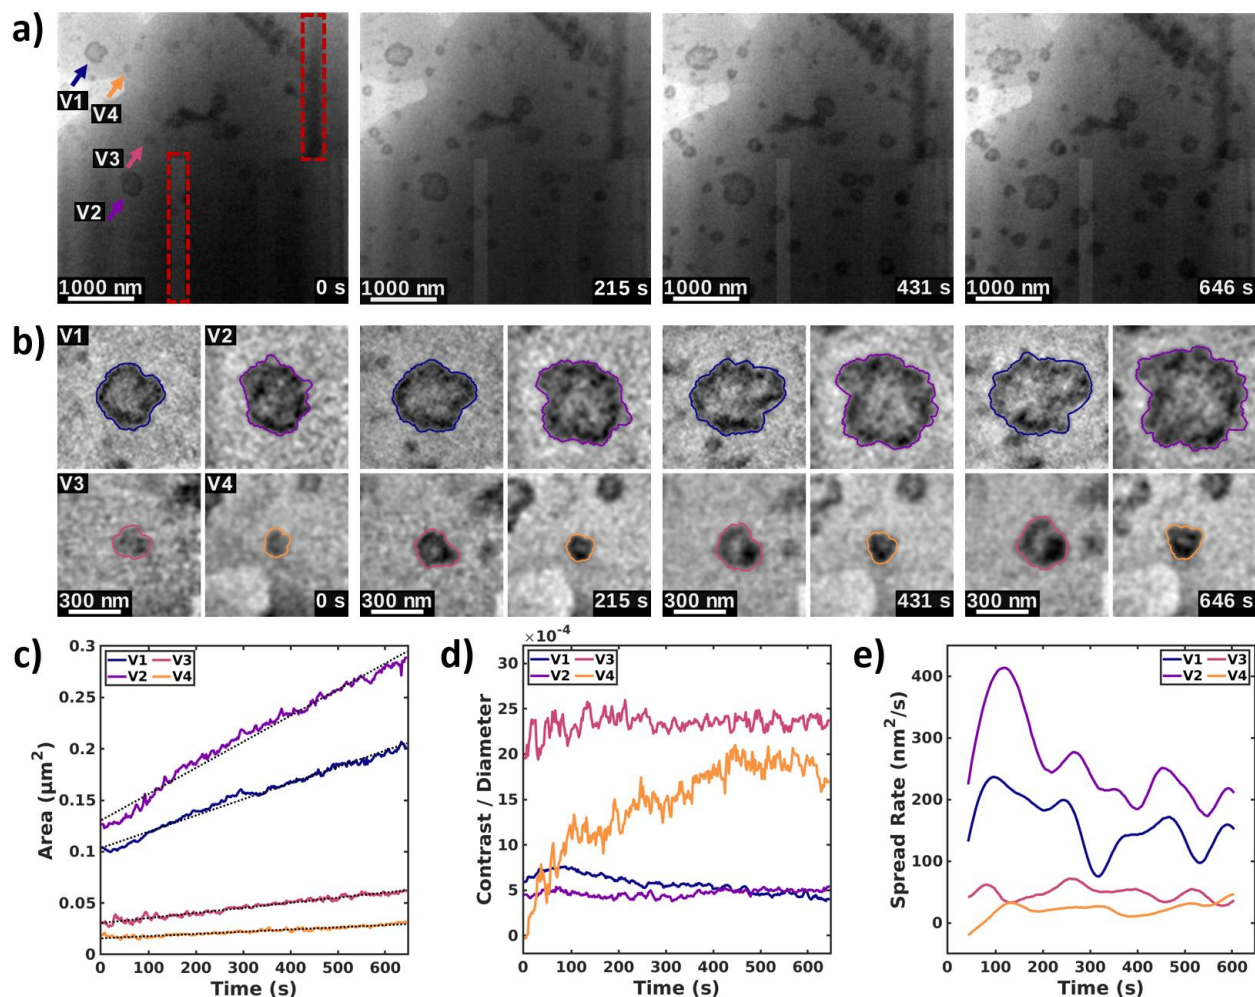 a)
V1
V4
V3
V2
1000 nm 0 s
1000 nm 215 s
1000 nm 431 s
1000 nm 646 s
b)
V1 V2
V3 V4
300 nm 0 s
300 nm 215 s
300 nm 431 s
300 nm 646 s
c)
0.3
0.25
0.2
0.15
0.1
0.05
0
Area (μm²)
V1 V3
V2 V4
0 100 200 300 400 500 600
Time (s)
d)
×10⁻⁴
30
25
20
15
10
5
0
Contrast / Diameter
V1 V3
V2 V4
0 100 200 300 400 500 600
Time (s)
e)
400
300
200
100
0
Spread Rate (nm²/s)
V1 V3
V2 V4
0 100 200 300 400 500 600
Time (s)